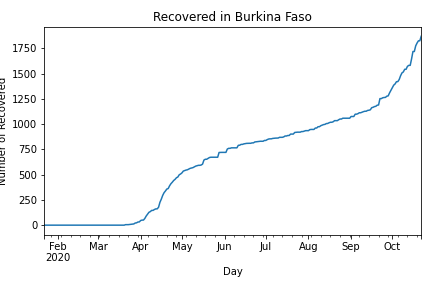 Recovered in Burkina Faso
Number of Recovered
1750
1500
1250
1000
750
500
250
0
Feb Mar Apr May Jun Jul Aug Sep Oct
2020
Day